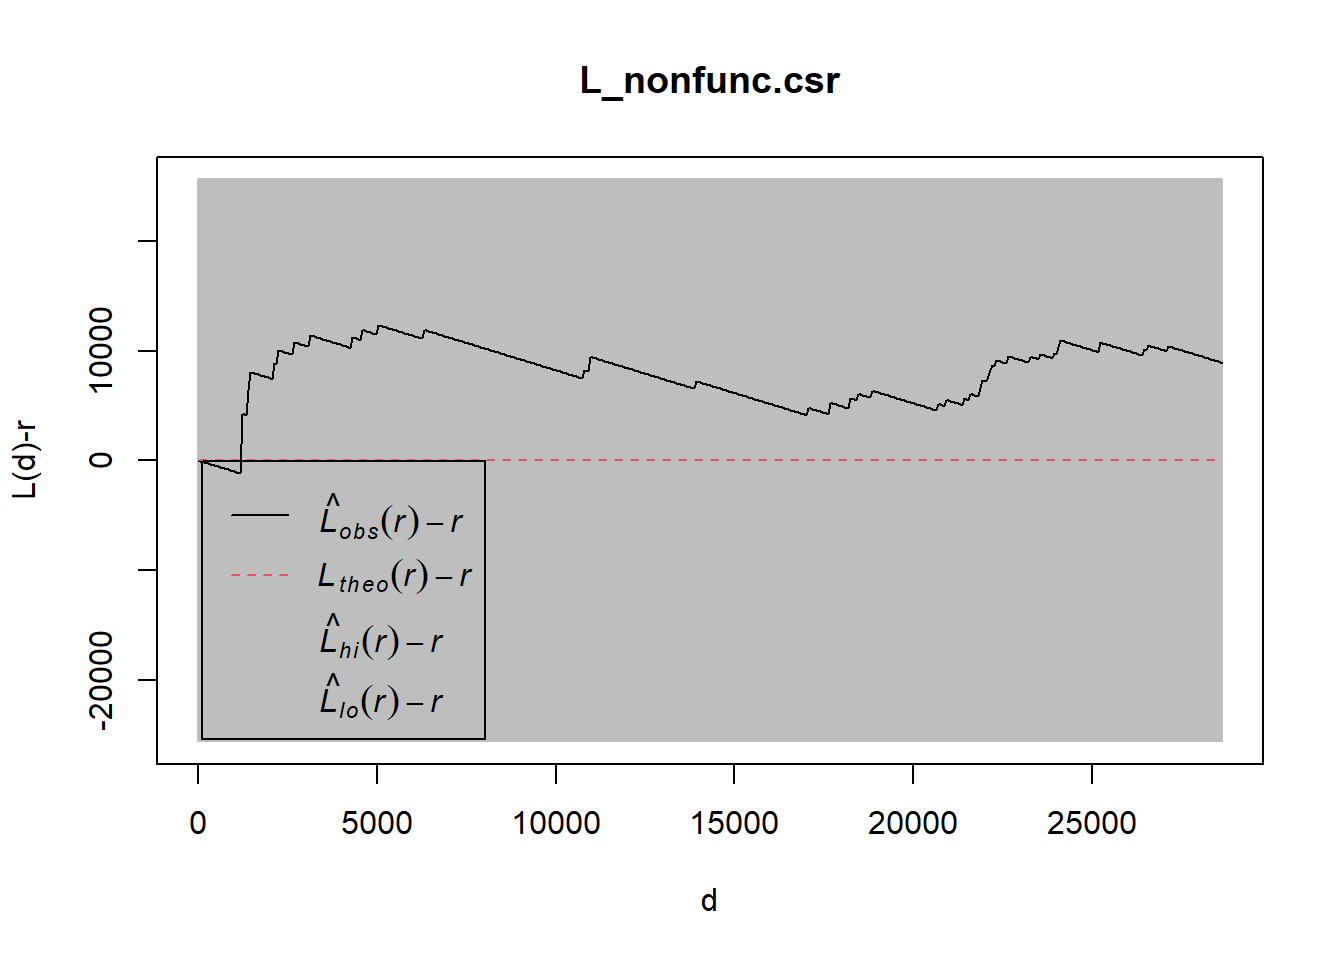 L_nonfunc.csr
L(d)-r
10000
0
-20000
L̂obs(r) − r
Ltheo(r) − r
L̂hi(r) − r
L̂lo(r) − r
0 5000 10000 15000 20000 25000
d